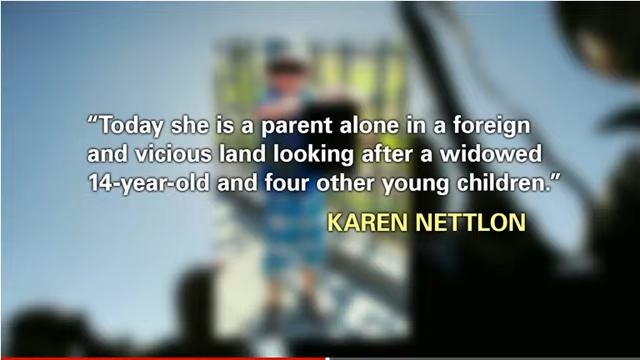 “Today she is a parent alone in a foreign
and vicious land looking after a widowed
14-year-old and four other young children.”
KAREN NETTLON